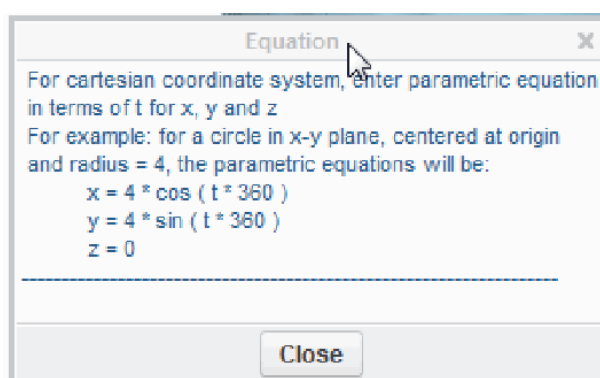 Equation
For cartesian coordinate system, enter parametric equation
in terms of t for x, y and z
For example: for a circle in x-y plane, centered at origin
and radius = 4, the parametric equations will be:
x = 4 * cos ( t * 360 )
y = 4 * sin ( t * 360 )
z = 0
Close